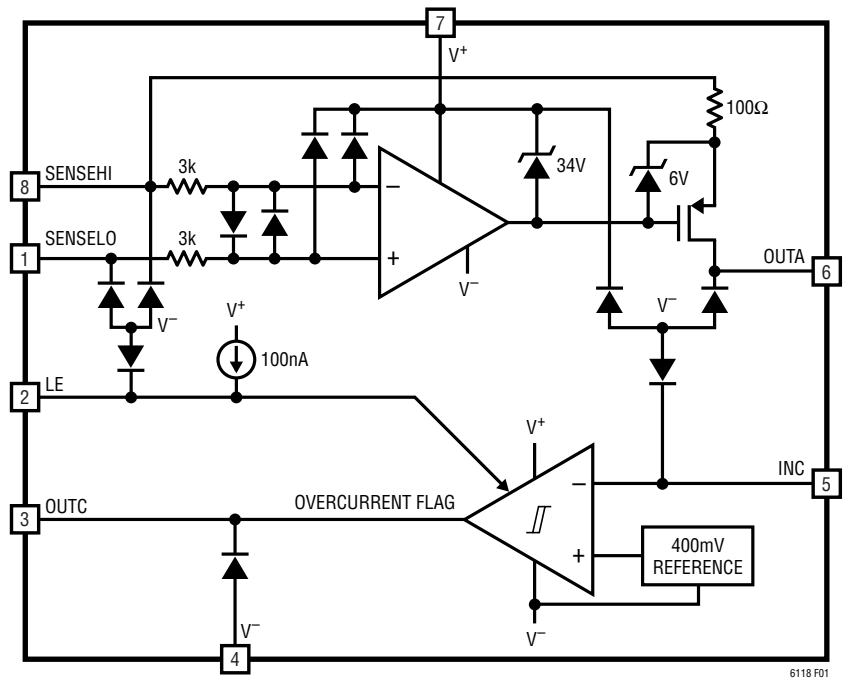 7
V+
100Ω
8
SENSEHI
3k
34V
6V
−
1
SENSELO
3k
+
V−
OUTA
6
V−
V−
V+
100nA
2
LE
V+
INC
5
3
OUTC
OVERCURRENT FLAG
−
+
400mV
REFERENCE
V−
V−
4
6118 F01